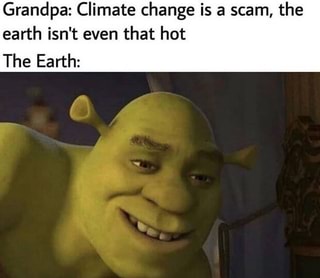 Grandpa: Climate change is a scam, the
earth isn't even that hot
The Earth: